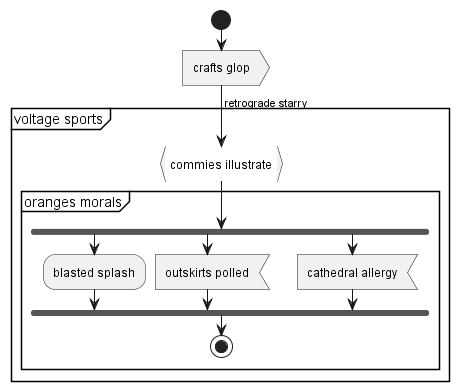 crafts glop
retrograde starry
voltage sports
commies illustrate
oranges morals
blasted splash
outskirts polled
cathedral allergy